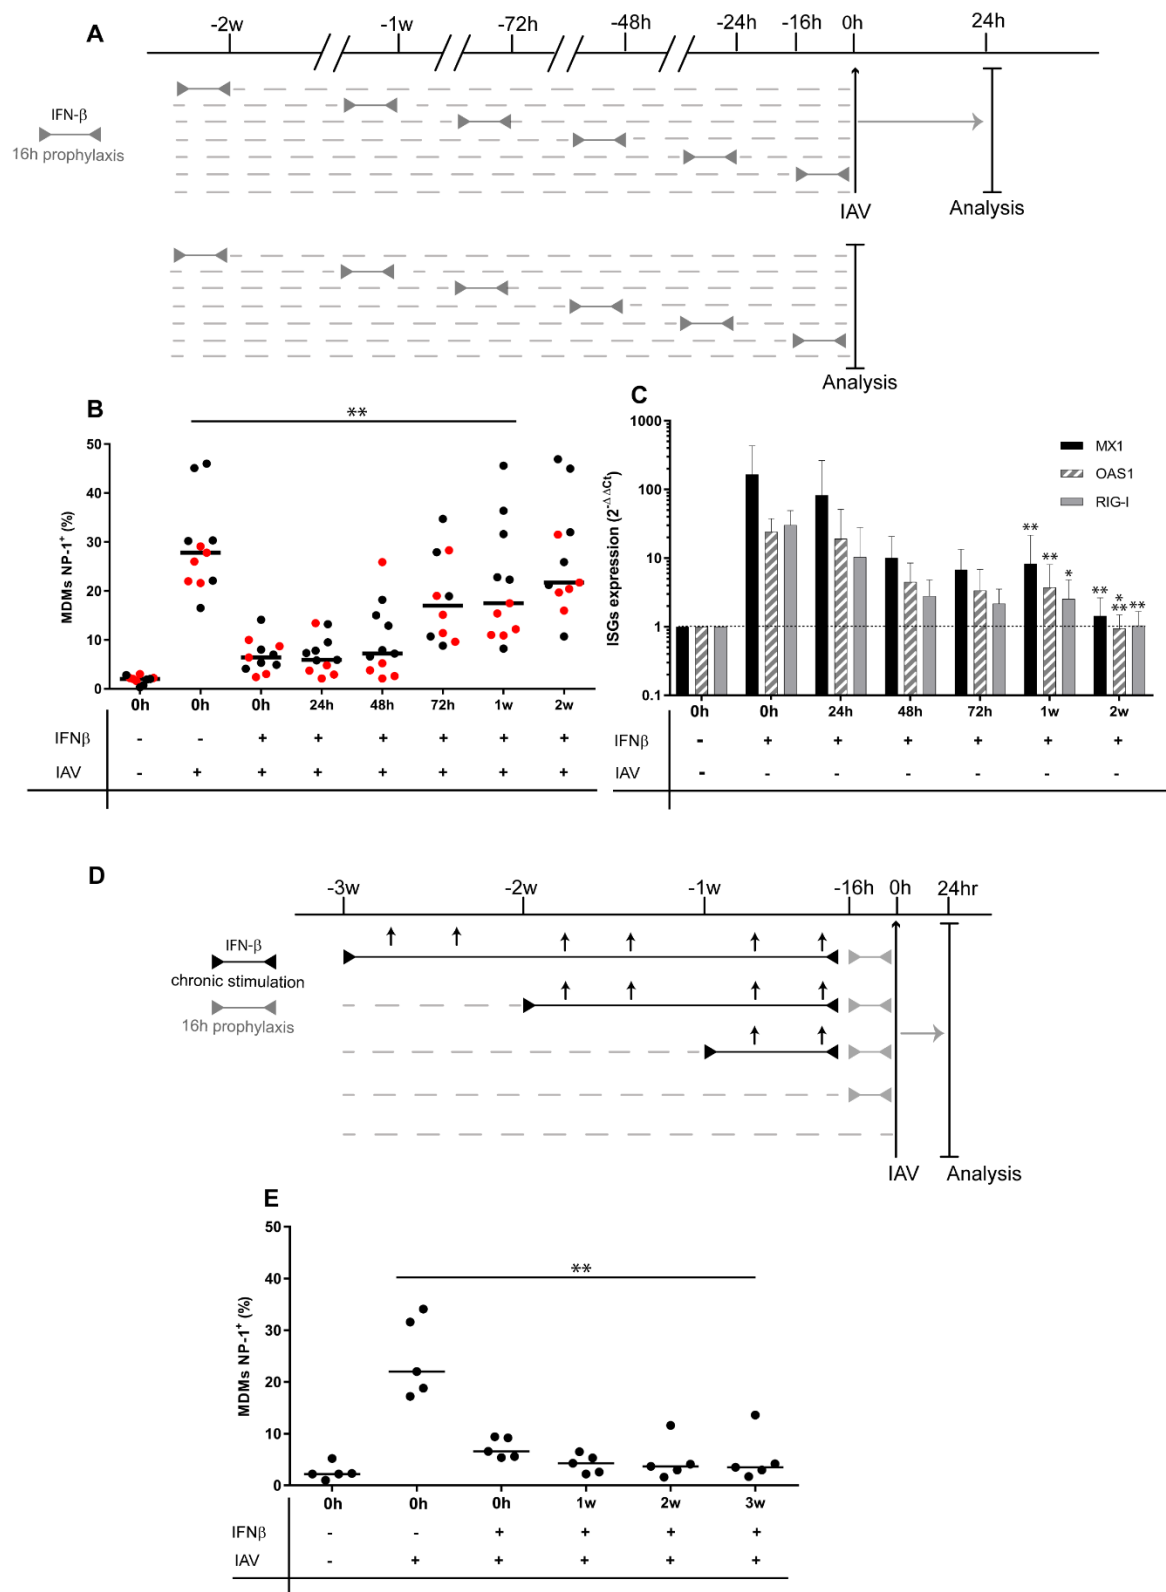 A
-2w -1w -72h -48h -24h -16h 0h 24h
IFN-β
16h prophylaxis
IAV Analysis
Analysis
B
**
MDMs NP-1+ (%)
50
40
30
20
10
0
0h 0h 0h 24h 48h 72h 1w 2w
IFNβ - - + + + + + +
IAV - + + + + + + +
C
ISGs expression (2-ΔΔCt)
1000
100
10
1
0.1
MX1
OAS1
RIG-I
** ** *
** * ** **
0h 0h 24h 48h 72h 1w 2w
IFNβ - + + + + + +
IAV - - - - - - -
D
-3w -2w -1w -16h 0h 24hr
IFN-β
chronic stimulation
16h prophylaxis
IAV Analysis
E
**
MDMs NP-1+ (%)
50
40
30
20
10
0
0h 0h 0h 1w 2w 3w
IFNβ - - + + + +
IAV - + + + + +